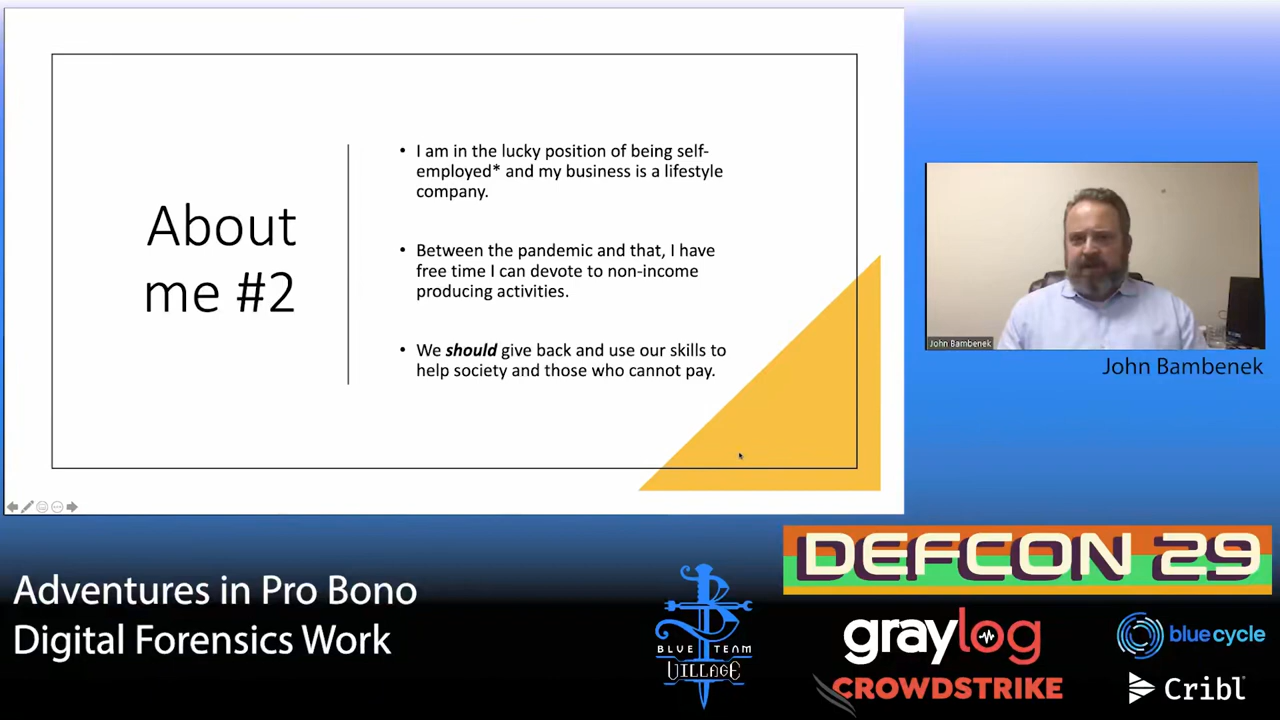 About
me #2
• I am in the lucky position of being self-
employed* and my business is a lifestyle
company.
• Between the pandemic and that, I have
free time I can devote to non-income
producing activities.
• We should give back and use our skills to
help society and those who cannot pay.
John Bambenek
John Bambenek
Adventures in Pro Bono
Digital Forensics Work
BLUE TEAM
VILLAGE
DEFCON 29
graylog
bluecycle
CROWDSTRIKE
Cribl